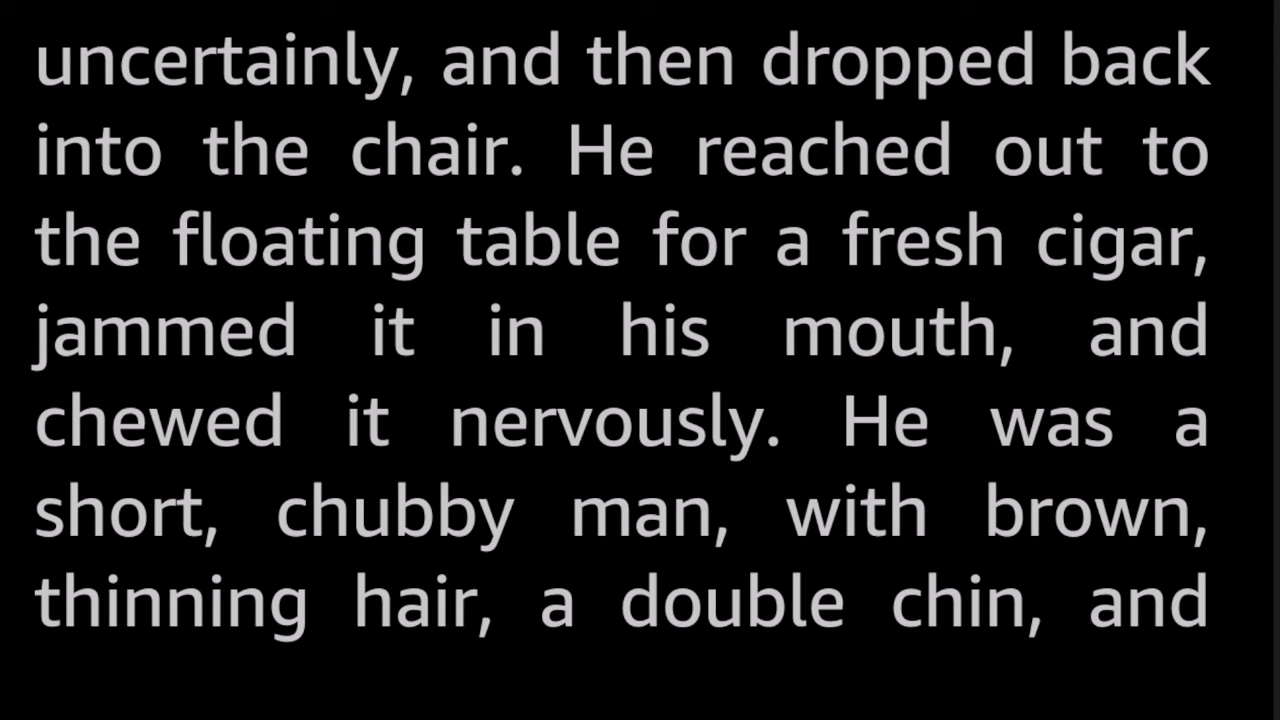 uncertainly, and then dropped back
into the chair. He reached out to
the floating table for a fresh cigar,
jammed it in his mouth, and
chewed it nervously. He was a
short, chubby man, with brown,
thinning hair, a double chin, and